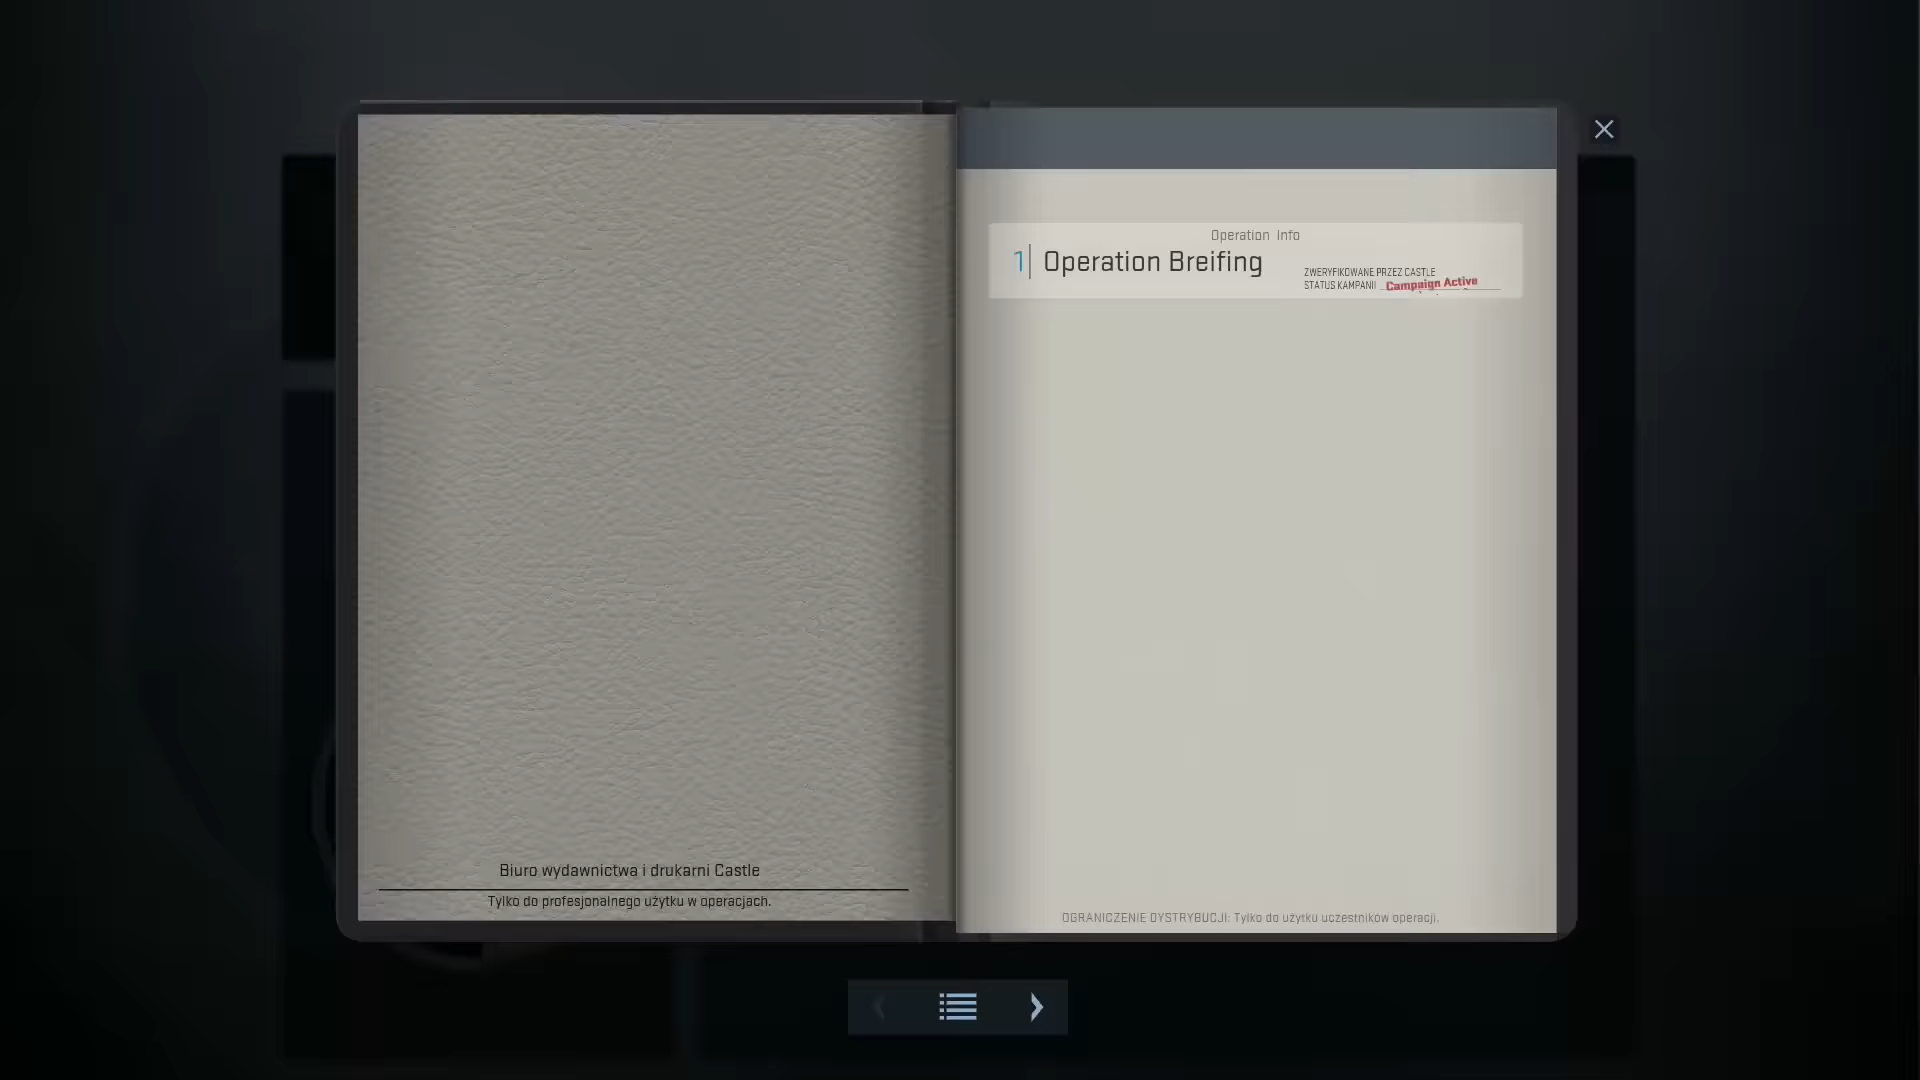 Biuro wydawnictwa i drukarni Castle
Tylko do profesjonalnego użytku w operacjach.
Operation Info
1 Operation Breifing
ZWERYFIKOWANE PRZEZ CASTLE
STATUS KAMPANII Campaign Active
OGRANICZENIE DYSTRYBUCJI: Tylko do użytku uczestników operacji.